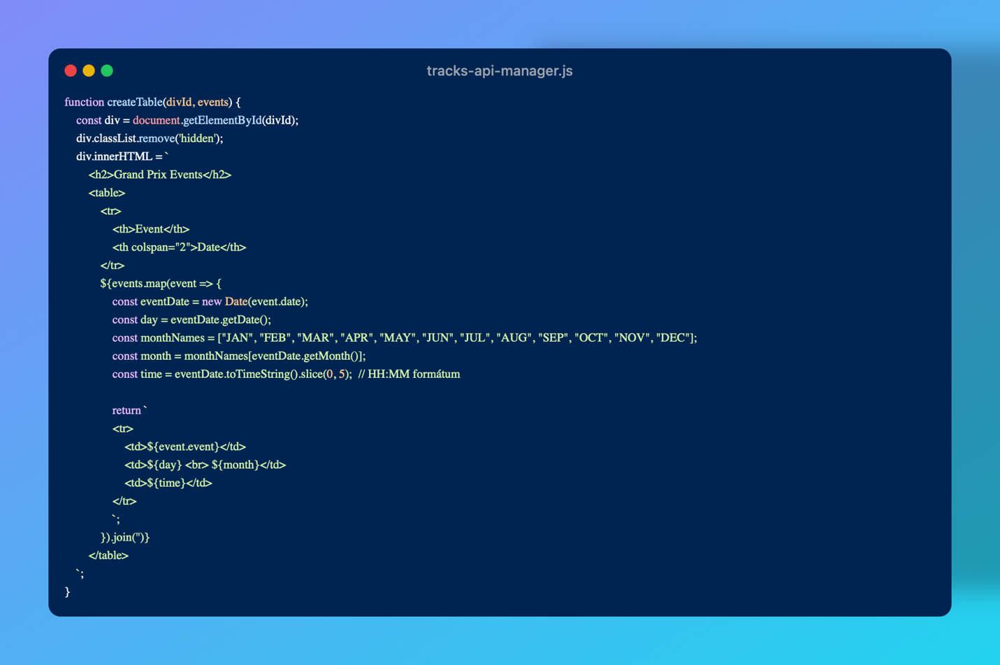 tracks-api-manager.js
function createTable(divId, events) {
const div = document.getElementById(divId);
div.classList.remove('hidden');
div.innerHTML = `
<h2>Grand Prix Events</h2>
<table>
<tr>
<th>Event</th>
<th colspan="2">Date</th>
</tr>
${events.map(event => {
const eventDate = new Date(event.date);
const day = eventDate.getDate();
const monthNames = ["JAN", "FEB", "MAR", "APR", "MAY", "JUN", "JUL", "AUG", "SEP", "OCT", "NOV", "DEC"];
const month = monthNames[eventDate.getMonth()];
const time = eventDate.toTimeString().slice(0, 5);  // HH:MM formátum
return `
<tr>
<td>${event.event}</td>
<td>${day} <br> ${month}</td>
<td>${time}</td>
</tr>
`;
}).join('')}
</table>
`;
}